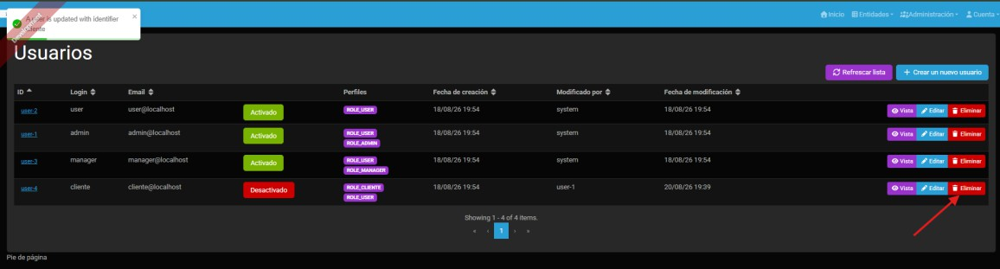 Inicio Entidades Administración Cuenta
A user is updated with identifier
cliente
Development
Usuarios
Refrescar lista + Crear un nuevo usuario
ID Login Email Perfiles Fecha de creación Modificado por Fecha de modificación
user-2 user user@localhost Activado ROLE_USER 18/08/26 19:54 system 18/08/26 19:54 Vista Editar Eliminar
user-1 admin admin@localhost Activado ROLE_USER 18/08/26 19:54 system 18/08/26 19:54 Vista Editar Eliminar
ROLE_ADMIN
user-3 manager manager@localhost Activado ROLE_USER 18/08/26 19:54 system 18/08/26 19:54 Vista Editar Eliminar
ROLE_MANAGER
user-4 cliente cliente@localhost Desactivado ROLE_CLIENTE 18/08/26 19:54 user-1 20/08/26 19:39 Vista Editar Eliminar
ROLE_USER
Showing 1 - 4 of 4 items.
« ‹ 1 › »
Pie de página